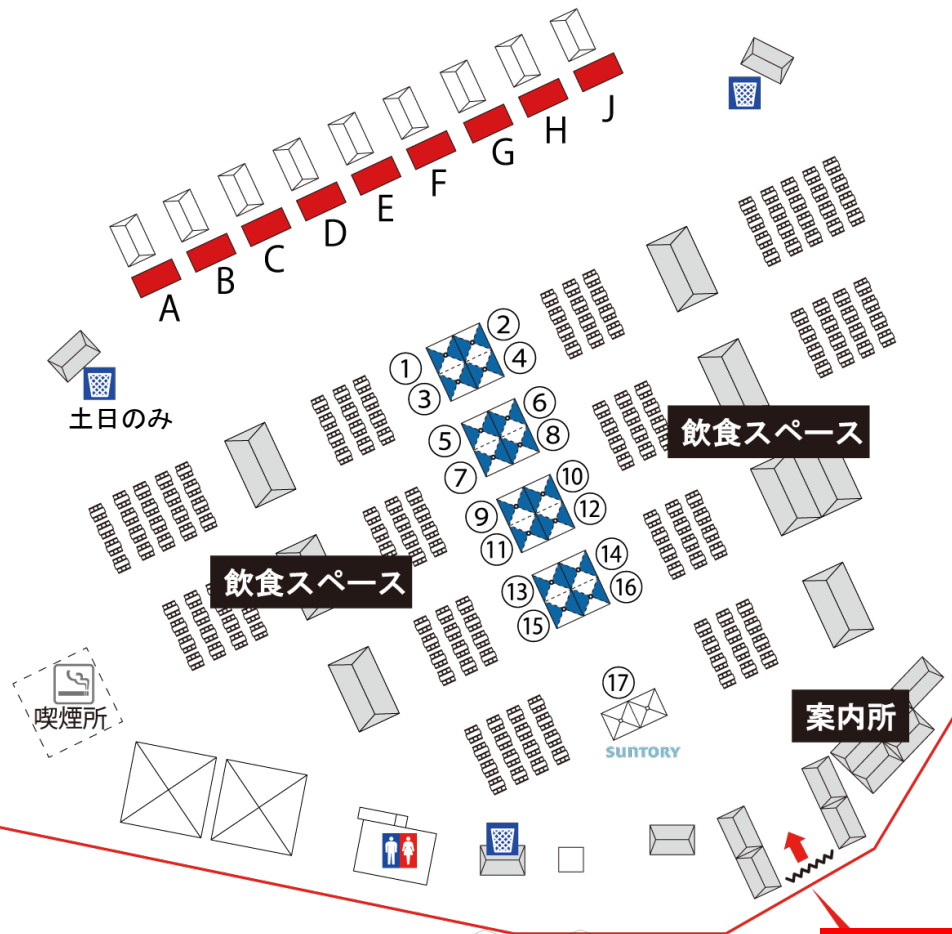 J
H
G
F
E
D
C
B
A
②
①
④
③
土日のみ
⑥
⑤
⑧
⑦
飲食スペース
⑩
⑨
⑫
⑪
⑭
飲食スペース
⑬
⑯
⑮
⑰
喫煙所
案内所
SUNTORY